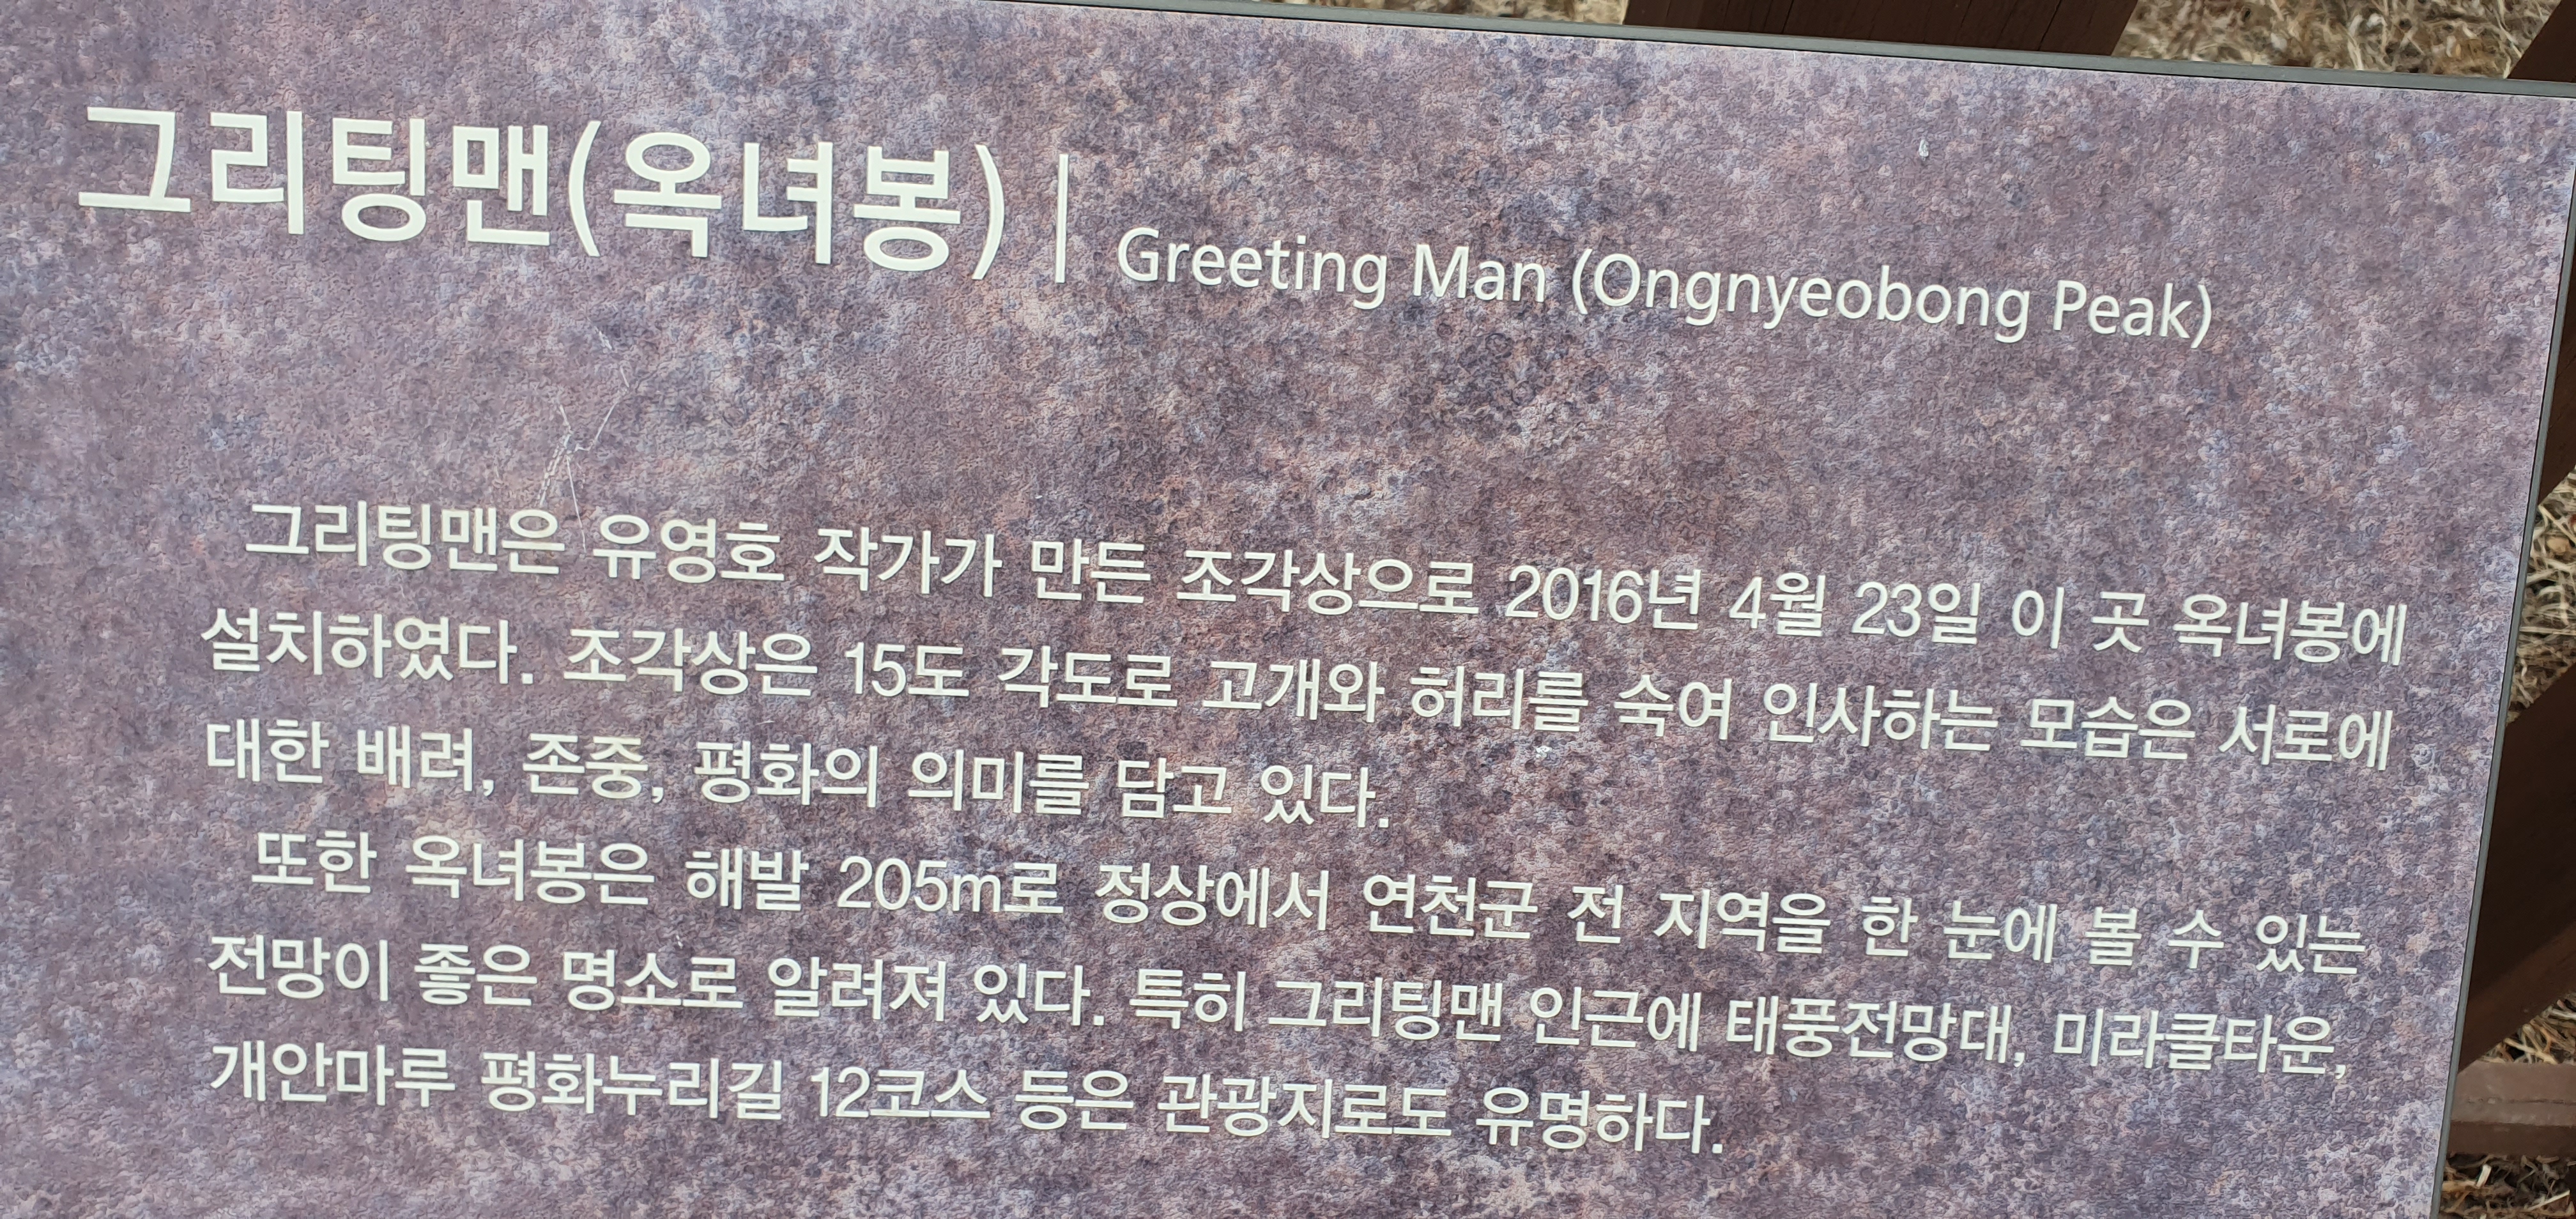 그리팅맨(옥녀봉) | Greeting Man (Ongnyeobong Peak)
그리팅맨은 유영호 작가가 만든 조각상으로 2016년 4월 23일 이 곳 옥녀봉에
설치하였다. 조각상은 15도 각도로 고개와 허리를 숙여 인사하는 모습은 서로에
대한 배려, 존중, 평화의 의미를 담고 있다.
또한 옥녀봉은 해발 205m로 정상에서 연천군 전 지역을 한 눈에 볼 수 있는
전망이 좋은 명소로 알려져 있다. 특히 그리팅맨 인근에 태풍전망대, 미라클타운,
개안마루 평화누리길 12코스 등은 관광지로도 유명하다.